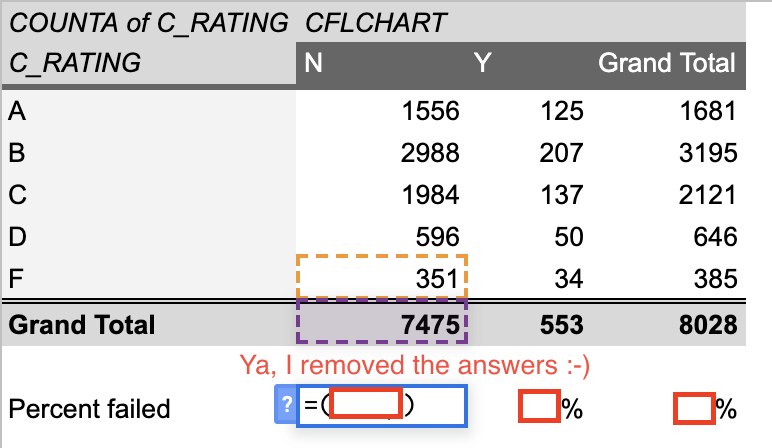 COUNTA of C_RATING CFLCHART
C_RATING N Y Grand Total
A 1556 125 1681
B 2988 207 3195
C 1984 137 2121
D 596 50 646
F 351 34 385
Grand Total 7475 553 8028
Ya, I removed the answers :-)
Percent failed ? =( ) % %